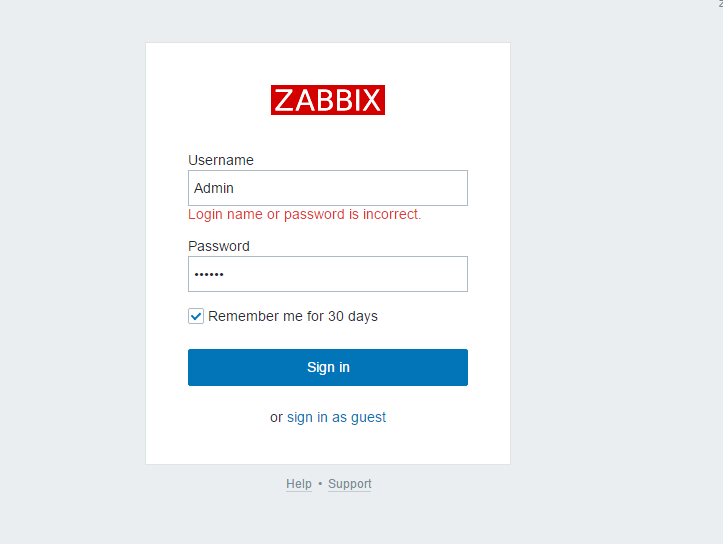 ZABBIX
Username
Admin
Login name or password is incorrect.
Password
••••••
Remember me for 30 days
Sign in
or sign in as guest
Help • Support